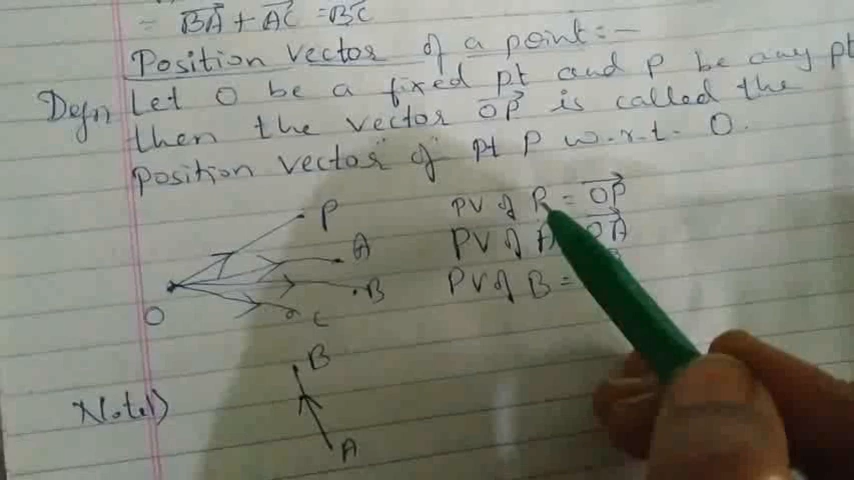 = BA + AC = BC
Position vector of a point :-
Defn Let O be a fixed pt and P be any pt
then the vector OP is called the
position vector" of pt P w.r.t. O.
P
PV of P = OP
A
PV of A = OA
B
PV of B =
O
C
B
Note 1)
A